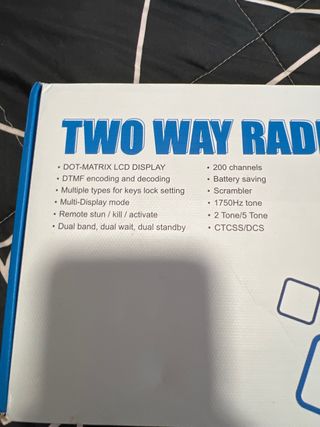 TWO WAY RADI
• DOT-MATRIX LCD DISPLAY
• DTMF encoding and decoding
• Multiple types for keys lock setting
• Multi-Display mode
• Remote stun / kill / activate
• Dual band, dual wait, dual standby
• 200 channels
• Battery saving
• Scrambler
• 1750Hz tone
• 2 Tone/5 Tone
• CTCSS/DCS